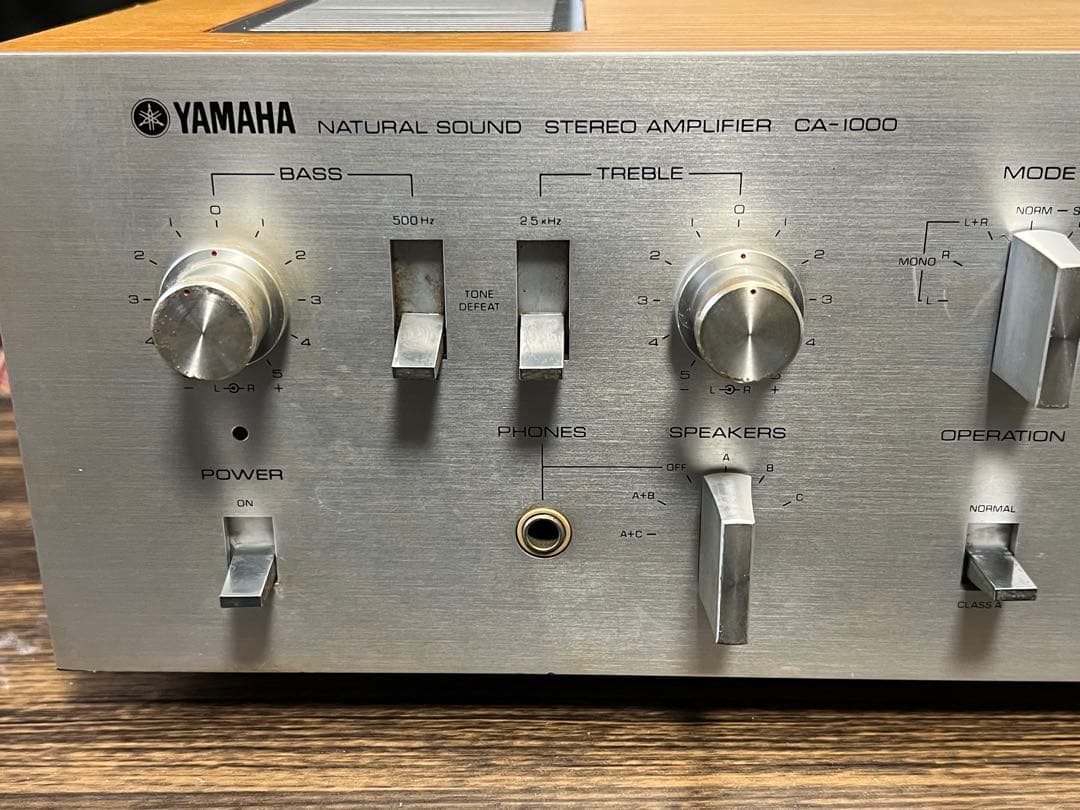 YAMAHA NATURAL SOUND STEREO AMPLIFIER CA-1000
BASS TREBLE MODE
0 500 Hz 2.5 kHz 0 NORM
L+R
2 2 2 2
MONO R
TONE
DEFEAT
3 3 3 3
L
4 4 4 4
5 5 5
- L R + - L R +
PHONES SPEAKERS OPERATION
POWER OFF A B
ON A+B C NORMAL
A+C
CLASS A